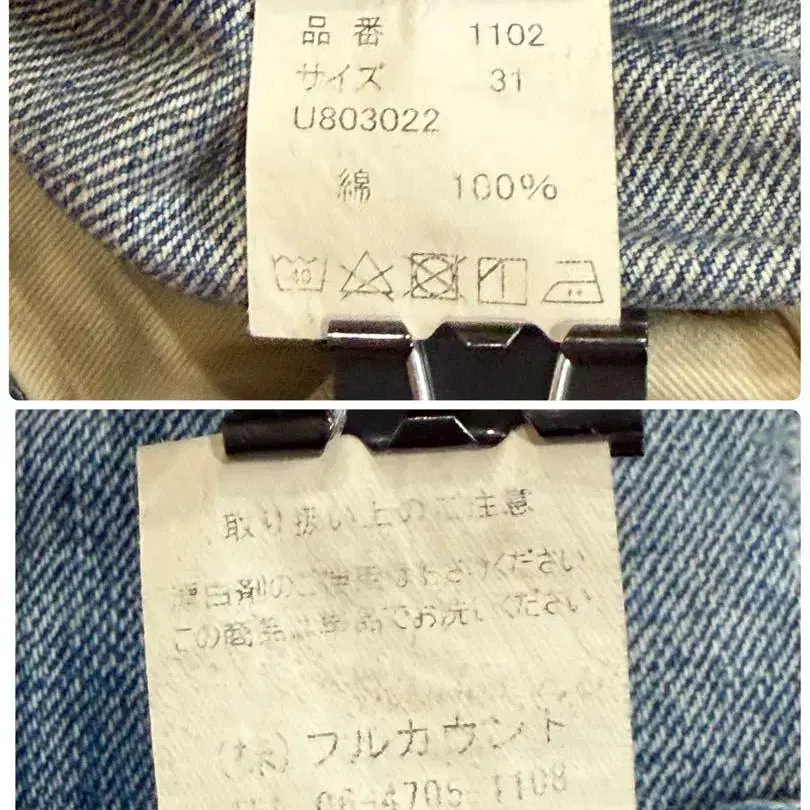 品番 1102
サイズ 31
U803022
綿 100%
40
取り扱い上のご注意
漂白剤のご使用はおさけください
この商品は単品でお洗いください
(株)フルカウント
06-4705-1108